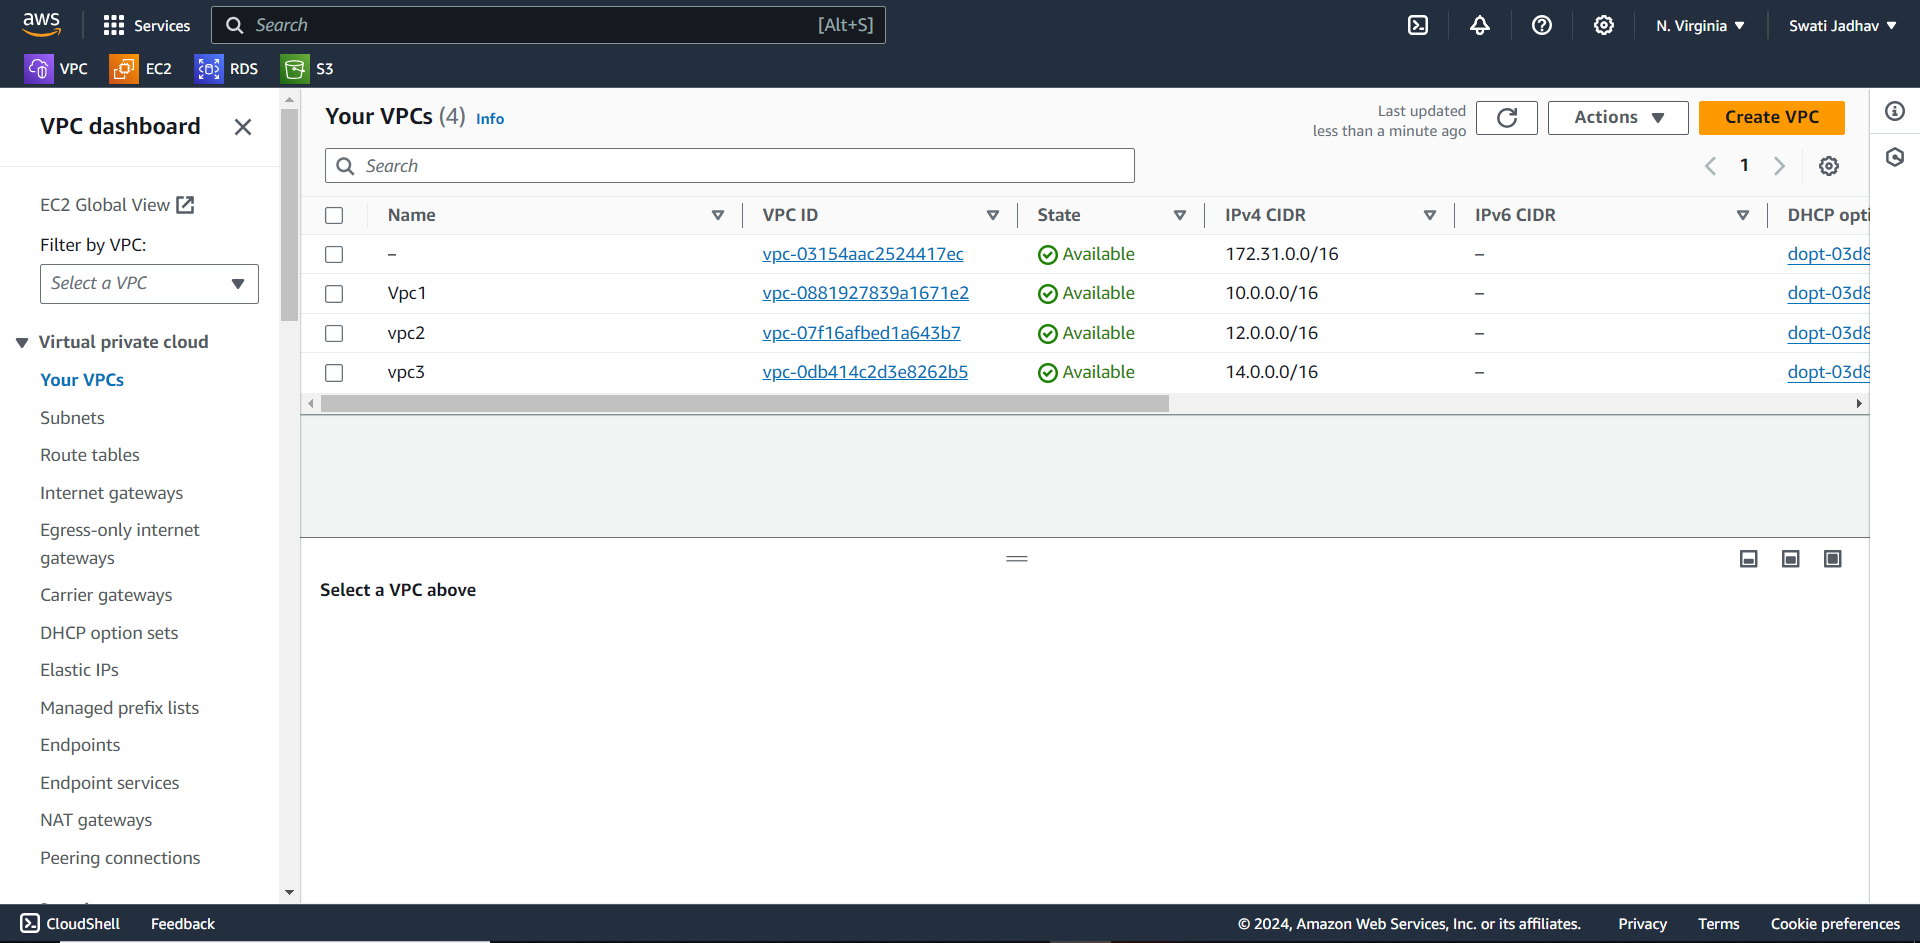 aws Services Search [Alt+S] N. Virginia Swati Jadhav
VPC EC2 RDS S3
VPC dashboard
EC2 Global View
Filter by VPC:
Select a VPC
Virtual private cloud
Your VPCs
Subnets
Route tables
Internet gateways
Egress-only internet
gateways
Carrier gateways
DHCP option sets
Elastic IPs
Managed prefix lists
Endpoints
Endpoint services
NAT gateways
Peering connections
Your VPCs (4) Info
Last updated
less than a minute ago
Actions
Create VPC
Search
1
Name VPC ID State IPv4 CIDR IPv6 CIDR DHCP opti
– vpc-03154aac2524417ec Available 172.31.0.0/16 – dopt-03d8
Vpc1 vpc-0881927839a1671e2 Available 10.0.0.0/16 – dopt-03d8
vpc2 vpc-07f16afbed1a643b7 Available 12.0.0.0/16 – dopt-03d8
vpc3 vpc-0db414c2d3e8262b5 Available 14.0.0.0/16 – dopt-03d8
Select a VPC above
CloudShell Feedback © 2024, Amazon Web Services, Inc. or its affiliates. Privacy Terms Cookie preferences